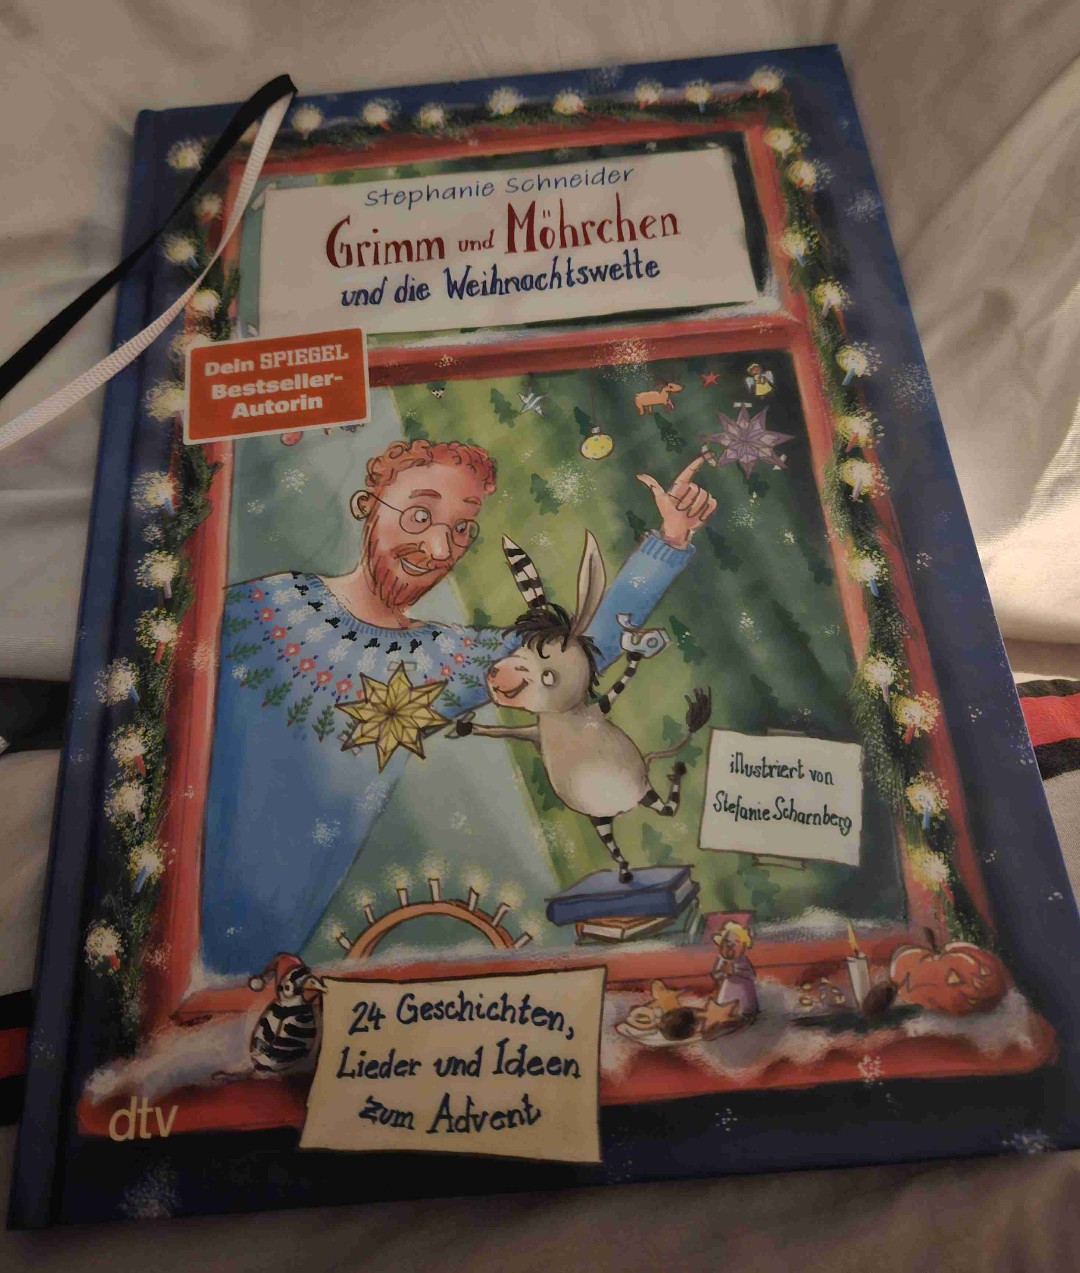 Stephanie Schneider
Grimm und Möhrchen
und die Weihnachtswette
Dein SPIEGEL
Bestseller-
Autorin
illustriert von
Stefanie Scharnberg
24 Geschichten,
Lieder und Ideen
zum Advent
dtv